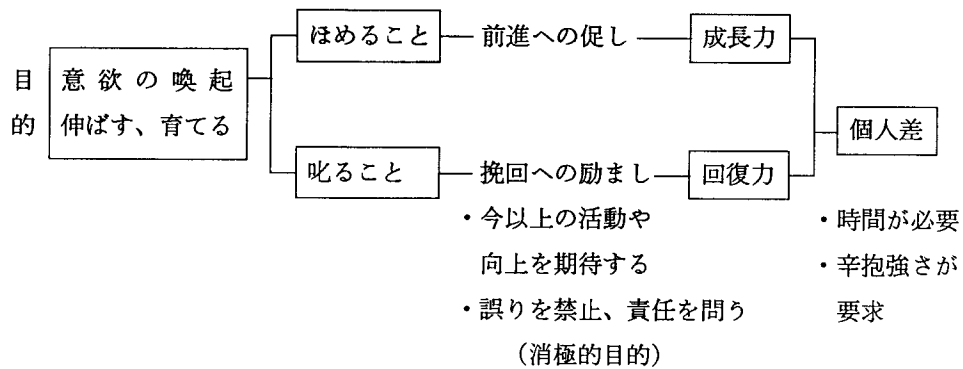 目的
意欲の喚起
伸ばす、育てる
ほめること
前進への促し
成長力
叱ること
挽回への励まし
回復力
個人差
・今以上の活動や
向上を期待する
・誤りを禁止、責任を問う
（消極的目的）
・時間が必要
・辛抱強さが
要求